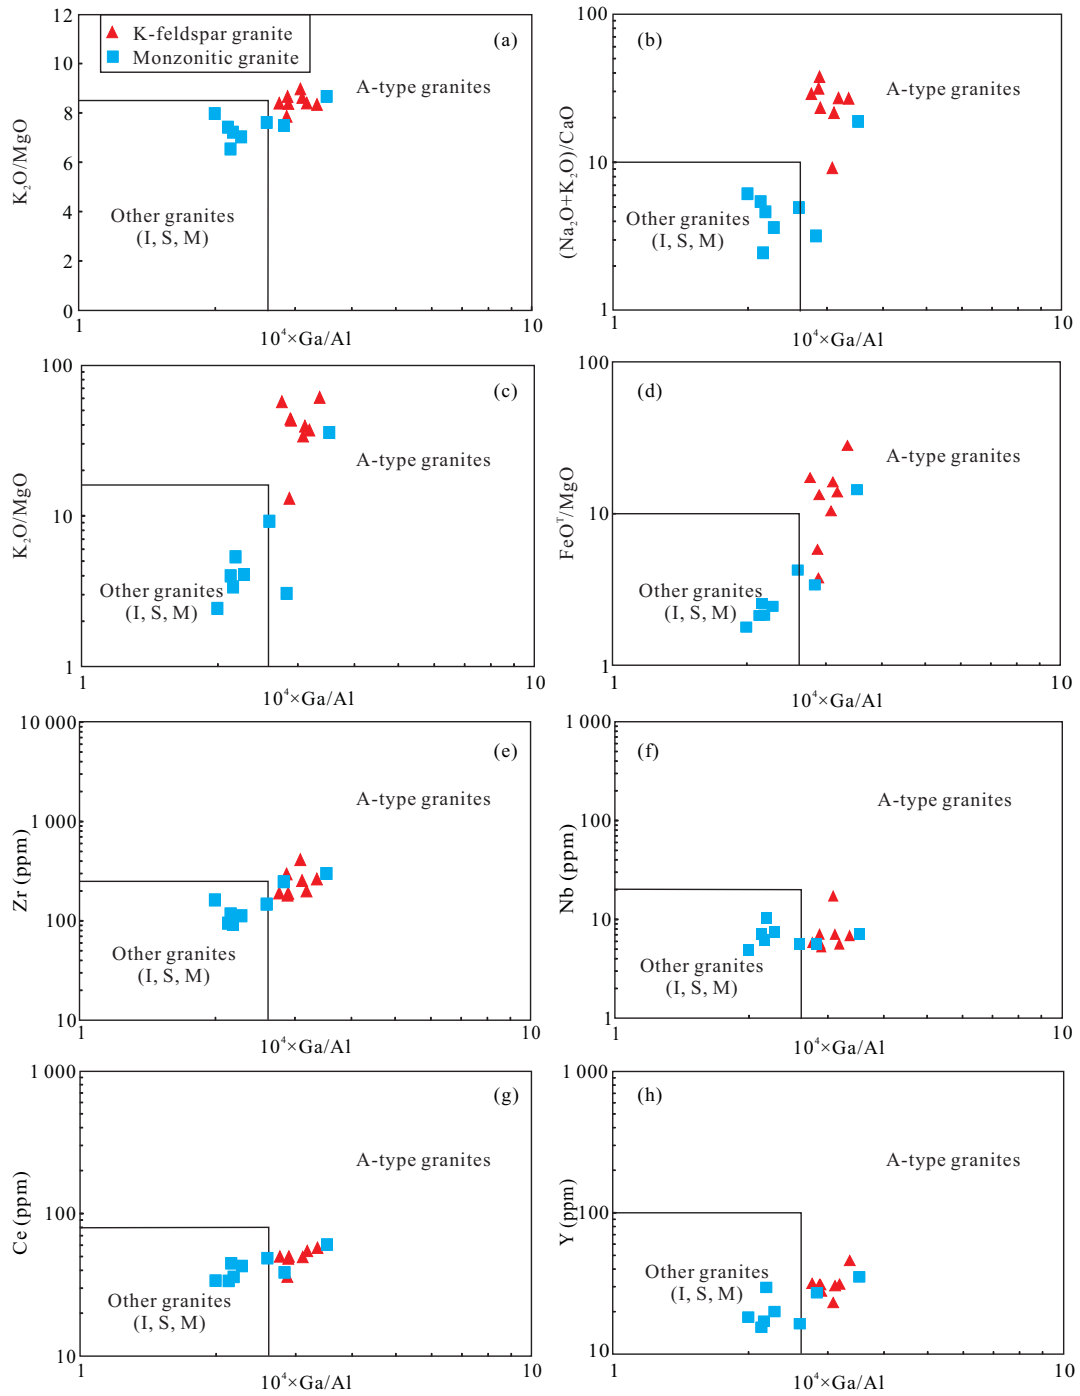 12
10
8
6
4
2
0
K₂O/MgO
K-feldspar granite
Monzonitic granite
(a)
A-type granites
Other granites
(I, S, M)
1
10
10⁴×Ga/Al
100
10
1
(Na₂O+K₂O)/CaO
(b)
A-type granites
Other granites
(I, S, M)
1
10
10⁴×Ga/Al
100
10
1
K₂O/MgO
(c)
A-type granites
Other granites
(I, S, M)
1
10
10⁴×Ga/Al
100
10
1
FeOᵀ/MgO
(d)
A-type granites
Other granites
(I, S, M)
1
10
10⁴×Ga/Al
10 000
1 000
100
10
Zr (ppm)
(e)
A-type granites
Other granites
(I, S, M)
1
10
10⁴×Ga/Al
1 000
100
10
1
Nb (ppm)
(f)
A-type granites
Other granites
(I, S, M)
1
10
10⁴×Ga/Al
1 000
100
10
Ce (ppm)
(g)
A-type granites
Other granites
(I, S, M)
1
10
10⁴×Ga/Al
1 000
100
10
Y (ppm)
(h)
A-type granites
Other granites
(I, S, M)
1
10
10⁴×Ga/Al